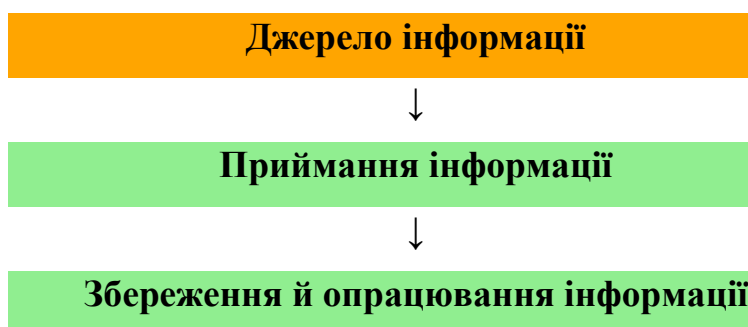 Джерело інформації
↓
Приймання інформації
↓
Збереження й опрацювання інформації